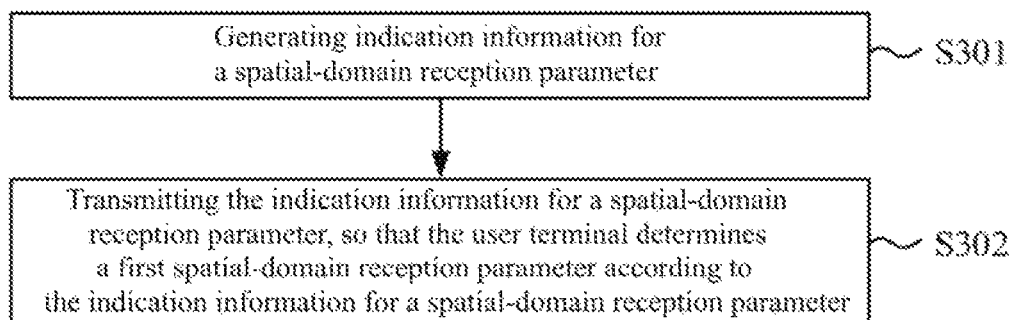 Generating indication information for
a spatial-domain reception parameter
S301
Transmitting the indication information for a spatial-domain
reception parameter, so that the user terminal determines
a first spatial-domain reception parameter according to
the indication information for a spatial-domain reception parameter
S302